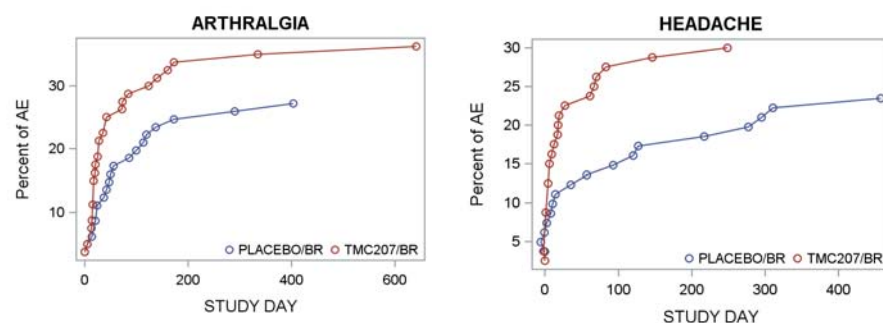 ARTHRALGIA
Percent of AE
30
20
10
PLACEBO/BR TMC207/BR
0 200 400 600
STUDY DAY
HEADACHE
Percent of AE
30
25
20
15
10
5
PLACEBO/BR TMC207/BR
0 100 200 300 400
STUDY DAY